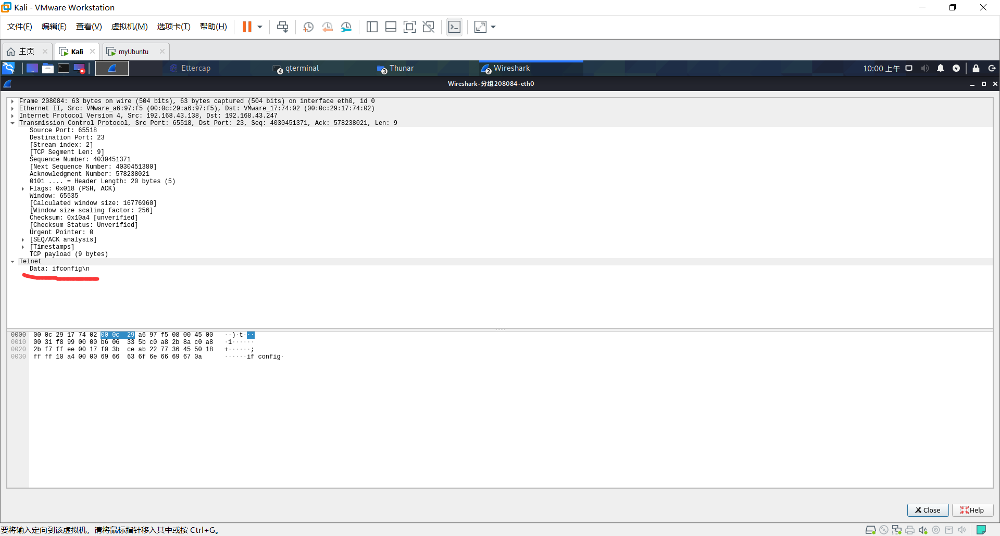 Kali - VMware Workstation
文件(F) 编辑(E) 查看(V) 虚拟机(M) 选项卡(T) 帮助(H)
主页 Kali myUbuntu
Ettercap 4 qterminal 3 Thunar 2 Wireshark 10:00 上午
Wireshark·分组208084·eth0
Frame 208084: 63 bytes on wire (504 bits), 63 bytes captured (504 bits) on interface eth0, id 0
Ethernet II, Src: VMware_a6:97:f5 (00:0c:29:a6:97:f5), Dst: VMware_17:74:02 (00:0c:29:17:74:02)
Internet Protocol Version 4, Src: 192.168.43.138, Dst: 192.168.43.247
Transmission Control Protocol, Src Port: 65518, Dst Port: 23, Seq: 4030451371, Ack: 578238021, Len: 9
Source Port: 65518
Destination Port: 23
[Stream index: 2]
[TCP Segment Len: 9]
Sequence Number: 4030451371
[Next Sequence Number: 4030451380]
Acknowledgment Number: 578238021
0101 .... = Header Length: 20 bytes (5)
Flags: 0x018 (PSH, ACK)
Window: 65535
[Calculated window size: 16776960]
[Window size scaling factor: 256]
Checksum: 0x10a4 [unverified]
[Checksum Status: Unverified]
Urgent Pointer: 0
[SEQ/ACK analysis]
[Timestamps]
TCP payload (9 bytes)
Telnet
Data: ifconfig\n
0000 00 0c 29 17 74 02 00 0c 29 a6 97 f5 08 00 45 00 ··)·t···
0010 00 31 f8 99 00 00 b6 06 33 5b c0 a8 2b 8a c0 a8 ·1······
0020 2b f7 ff ee 00 17 f0 3b ce ab 22 77 36 45 50 18 +······;
0030 ff ff 10 a4 00 00 69 66 63 6f 6e 66 69 67 0a ······if config·
Close Help
要将输入定向到该虚拟机，请将鼠标指针移入其中或按 Ctrl+G。